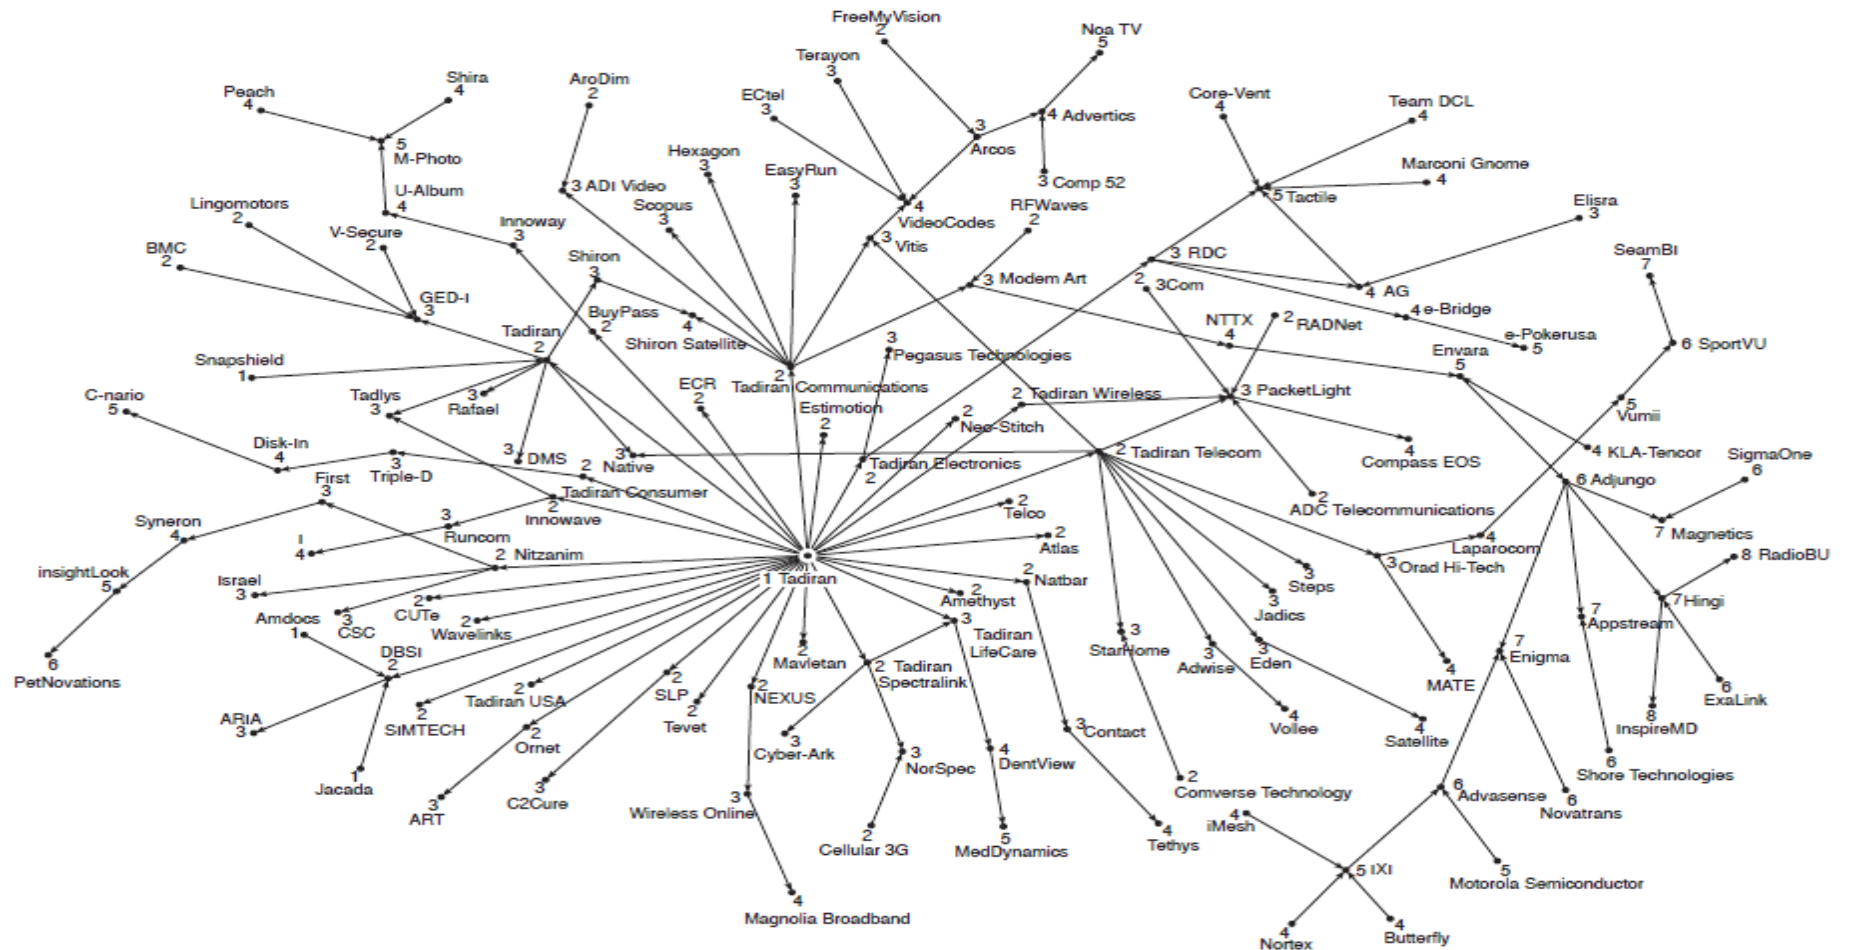 FreeMyVision
2
Noa TV
5
Terayon
3
Shira
4
AroDim
2
Peach
4
ECtel
3
Core-Vent
4
Team DCL
4
4 Advertics
3
Arcos
5
M-Photo
Hexagon
3
EasyRun
3
Marconi Gnome
4
3 Comp 52
3 ADI Video
U-Album
4
5 Tactile
Elisra
3
Lingomotors
2
Scopus
3
4
VideoCodes
RFWaves
2
Innoway
3
V-Secure
2
3
Vitis
BMC
2
3 RDC
SeamBI
7
Shiron
3
3 Modem Art
2
3Com
4 AG
GED-I
3
BuyPass
2
4 e-Bridge
4
Shiron Satellite
NTTX
4
2 RADNet
e-Pokerusa
5
Tadiran
2
Envara
5
6 SportVU
3
Pegasus Technologies
Snapshield
1
2
Tadiran Communications
ECR
2
C-nario
5
Tadlys
3
3
Rafael
2 Tadiran Wireless
3 PacketLight
5
Vumii
Estimotion
2
2
Neo-Stitch
Disk-In
4
3
Triple-D
3 DMS
3
Native
2 Tadiran Telecom
4
Compass EOS
4 KLA-Tencor
SigmaOne
6
2
Tadiran Consumer
Tadiran Electronics
2
First
3
6 Adjungo
2
Innowave
2
Telco
2
ADC Telecommunications
Syneron
4
3
Runcom
7 Magnetics
I
4
2
Atlas
4
Laparocom
2 Nitzanim
8 RadioBU
insightLook
5
Israel
3
1 Tadiran
2
Natbar
3
Orad Hi-Tech
3
Steps
2
Amethyst
3
Jadics
CUTe
2
7
Hingi
Amdocs
1
3
CSC
2
Wavelinks
7
Appstream
3
Tadiran
LifeCare
3
StarHome
3
Adwise
3
Eden
7
Enigma
DBSI
2
6
PetNovations
2
Mavletan
2 Tadiran
Spectralink
4
MATE
2
Tadiran USA
2
SLP
2
NEXUS
6
ExaLink
2
SIMTECH
2
Tevet
ARIA
3
3
Contact
4
Vollee
4
Satellite
8
InspireMD
2
Ornet
3
Cyber-Ark
3
NorSpec
4
DentView
1
Jacada
6
Shore Technologies
3
C2Cure
2
Comverse Technology
6
Advasense
6
Novatrans
3
ART
3
Wireless Online
4
iMesh
2
Cellular 3G
5
MedDynamics
4
Tethys
5 IXI
5
Motorola Semiconductor
4
Magnolia Broadband
4
Nortex
4
Butterfly